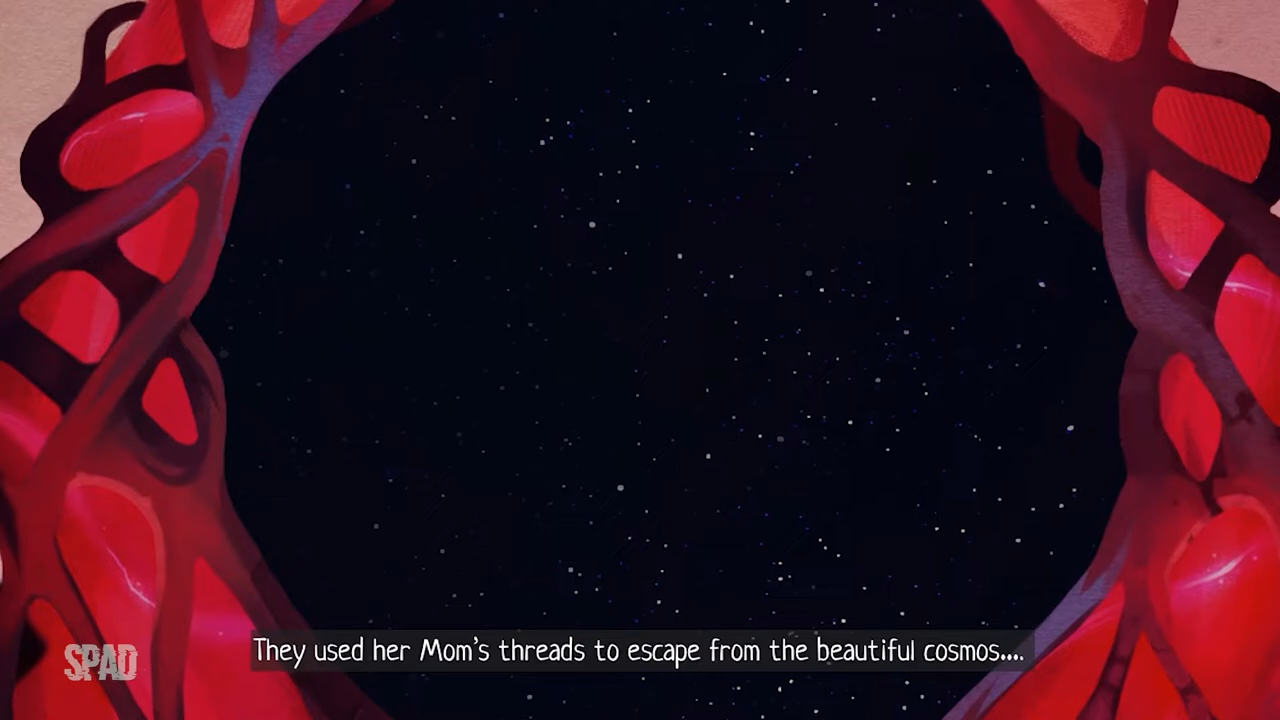 They used her Mom's threads to escape from the beautiful cosmos....
SPAD